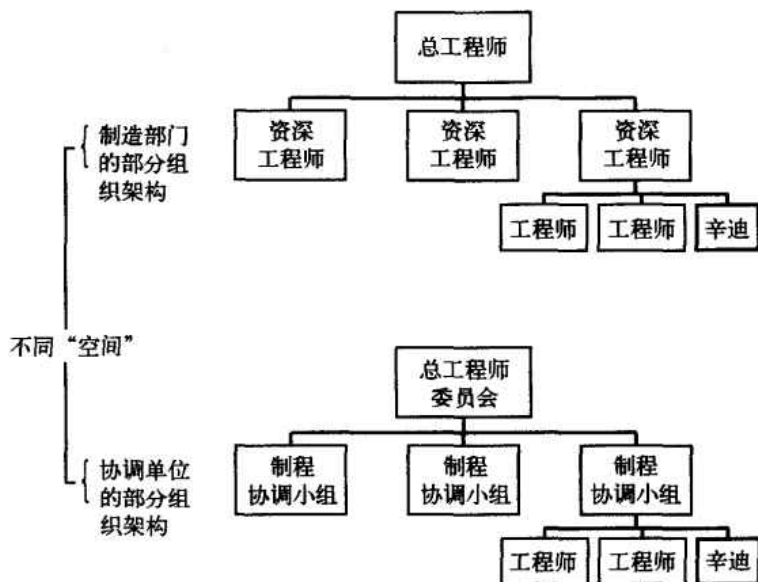 总工程师
制造部门
的部分组
织架构
资深
工程师
资深
工程师
资深
工程师
工程师
工程师
辛迪
不同“空间”
总工程师
委员会
协调单位
的部分组
织架构
制程
协调小组
制程
协调小组
制程
协调小组
工程师
工程师
辛迪